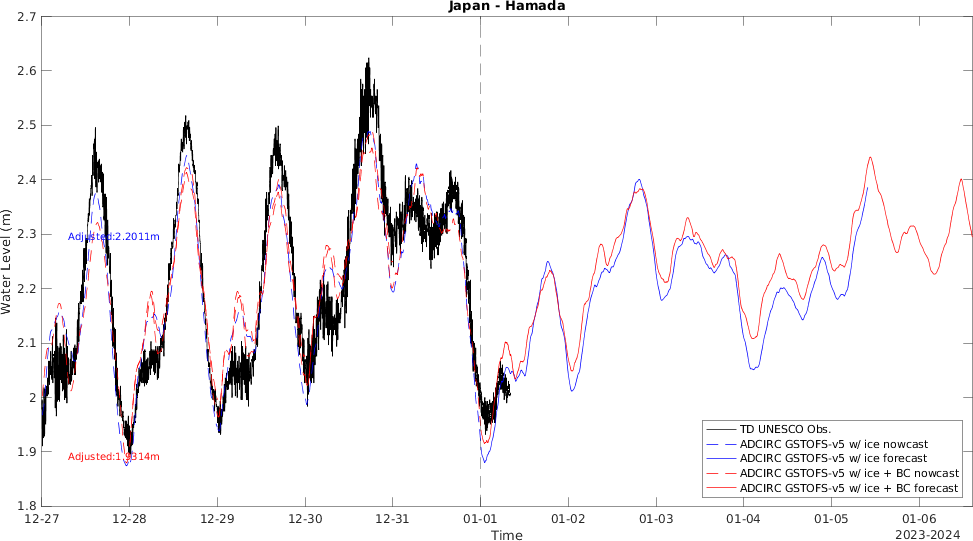 Japan - Hamada
Water Level (m)
2.7
2.6
2.5
2.4
2.3
2.2
2.1
2
1.9
1.8
Adjusted:2.2011m
Adjusted:1.9314m
TD UNESCO Obs.
ADCIRC GSTOFS-v5 w/ ice nowcast
ADCIRC GSTOFS-v5 w/ ice forecast
ADCIRC GSTOFS-v5 w/ ice + BC nowcast
ADCIRC GSTOFS-v5 w/ ice + BC forecast
12-27 12-28 12-29 12-30 12-31 01-01 01-02 01-03 01-04 01-05 01-06
Time
2023-2024